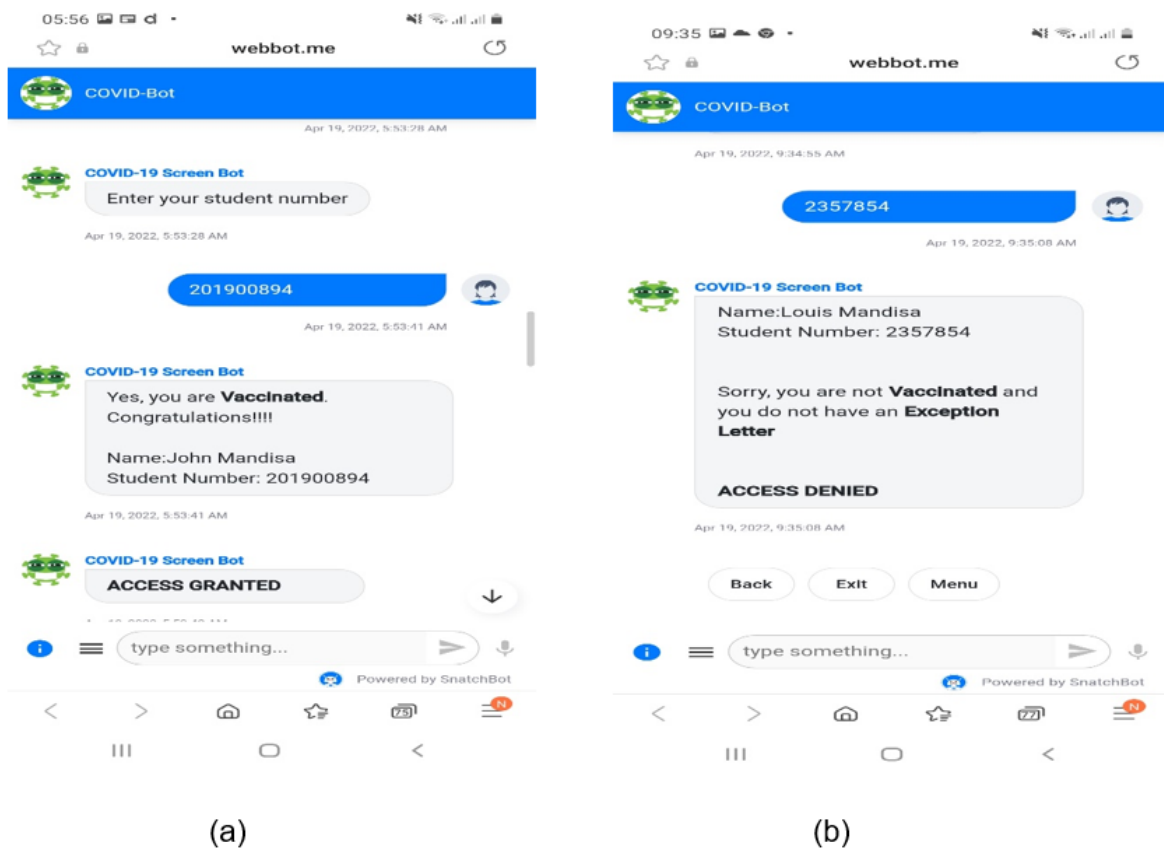 05:56
webbot.me
COVID-Bot
Apr 19, 2022, 5:53:28 AM
COVID-19 Screen Bot
Enter your student number
Apr 19, 2022, 5:53:28 AM
201900894
Apr 19, 2022, 5:53:41 AM
COVID-19 Screen Bot
Yes, you are Vaccinated.
Congratulations!!!!
Name:John Mandisa
Student Number: 201900894
Apr 19, 2022, 5:53:41 AM
COVID-19 Screen Bot
ACCESS GRANTED
type something...
Powered by SnatchBot
75
N
(a)
09:35
webbot.me
COVID-Bot
Apr 19, 2022, 9:34:55 AM
2357854
Apr 19, 2022, 9:35:08 AM
COVID-19 Screen Bot
Name:Louis Mandisa
Student Number: 2357854
Sorry, you are not Vaccinated and
you do not have an Exception
Letter
ACCESS DENIED
Apr 19, 2022, 9:35:08 AM
Back Exit Menu
type something...
Powered by SnatchBot
77
N
(b)